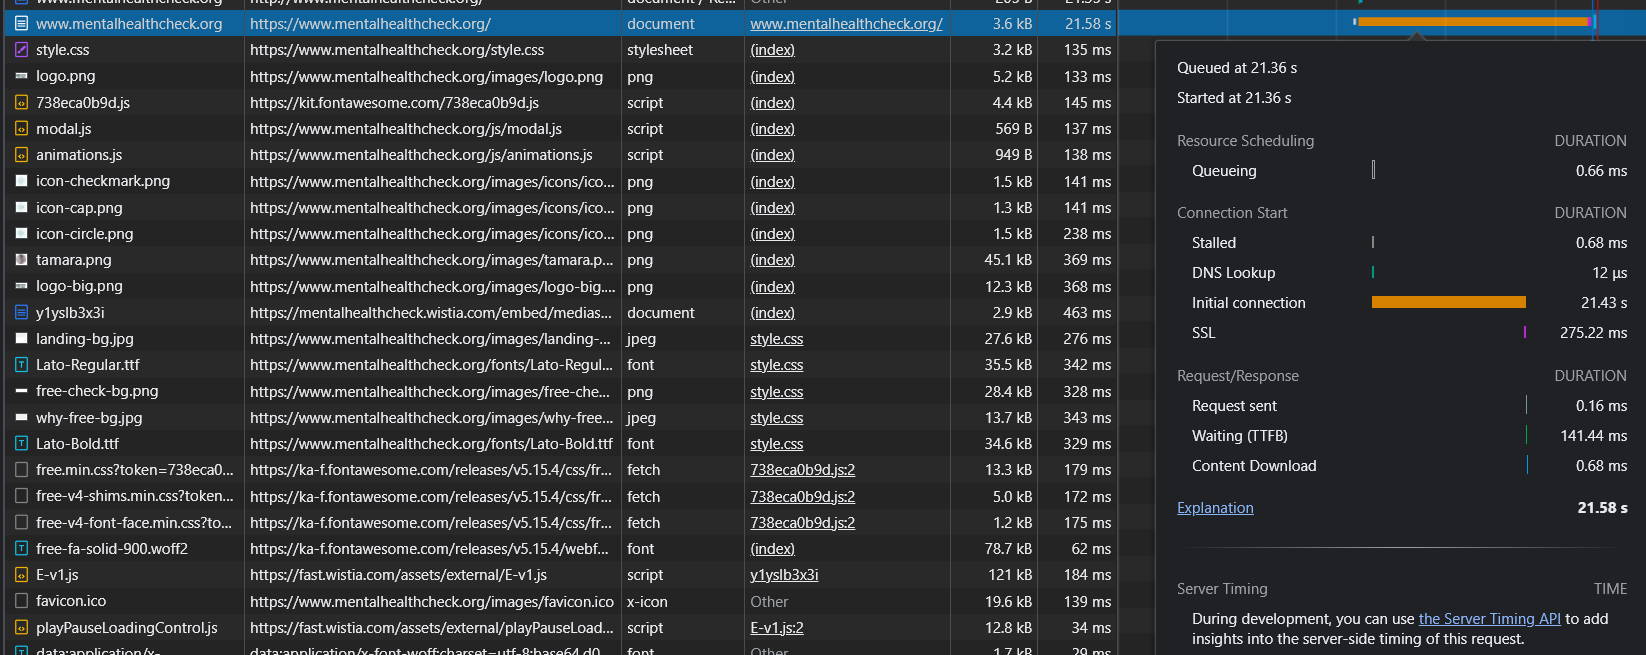 www.mentalhealthcheck.org https://www.mentalhealthcheck.org/ document www.mentalhealthcheck.org/ 3.6 kB 21.58 s
style.css https://www.mentalhealthcheck.org/style.css stylesheet (index) 3.2 kB 135 ms
logo.png https://www.mentalhealthcheck.org/images/logo.png png (index) 5.2 kB 133 ms
738eca0b9d.js https://kit.fontawesome.com/738eca0b9d.js script (index) 4.4 kB 145 ms
modal.js https://www.mentalhealthcheck.org/js/modal.js script (index) 569 B 137 ms
animations.js https://www.mentalhealthcheck.org/js/animations.js script (index) 949 B 138 ms
icon-checkmark.png https://www.mentalhealthcheck.org/images/icons/ico... png (index) 1.5 kB 141 ms
icon-cap.png https://www.mentalhealthcheck.org/images/icons/ico... png (index) 1.3 kB 141 ms
icon-circle.png https://www.mentalhealthcheck.org/images/icons/ico... png (index) 1.5 kB 238 ms
tamara.png https://www.mentalhealthcheck.org/images/tamara.p... png (index) 45.1 kB 369 ms
logo-big.png https://www.mentalhealthcheck.org/images/logo-big.... png (index) 12.3 kB 368 ms
y1yslb3x3i https://mentalhealthcheck.wistia.com/embed/medias... document (index) 2.9 kB 463 ms
landing-bg.jpg https://www.mentalhealthcheck.org/images/landing-... jpeg style.css 27.6 kB 276 ms
Lato-Regular.ttf https://www.mentalhealthcheck.org/fonts/Lato-Regul... font style.css 35.5 kB 342 ms
free-check-bg.png https://www.mentalhealthcheck.org/images/free-che... png style.css 28.4 kB 328 ms
why-free-bg.jpg https://www.mentalhealthcheck.org/images/why-free... jpeg style.css 13.7 kB 343 ms
Lato-Bold.ttf https://www.mentalhealthcheck.org/fonts/Lato-Bold.ttf font style.css 34.6 kB 329 ms
free.min.css?token=738eca0... https://ka-f.fontawesome.com/releases/v5.15.4/css/fr... fetch 738eca0b9d.js:2 13.3 kB 179 ms
free-v4-shims.min.css?token... https://ka-f.fontawesome.com/releases/v5.15.4/css/fr... fetch 738eca0b9d.js:2 5.0 kB 172 ms
free-v4-font-face.min.css?to... https://ka-f.fontawesome.com/releases/v5.15.4/css/fr... fetch 738eca0b9d.js:2 1.2 kB 175 ms
free-fa-solid-900.woff2 https://ka-f.fontawesome.com/releases/v5.15.4/webf... font (index) 78.7 kB 62 ms
E-v1.js https://fast.wistia.com/assets/external/E-v1.js script y1yslb3x3i 121 kB 184 ms
favicon.ico https://www.mentalhealthcheck.org/images/favicon.ico x-icon Other 19.6 kB 139 ms
playPauseLoadingControl.js https://fast.wistia.com/assets/external/playPauseLoad... script E-v1.js:2 12.8 kB 34 ms
data:application/x- data:application/x-font-woff;charset=utf-8;base64,d0... font Other 1.7 kB 29 ms
Queued at 21.36 s
Started at 21.36 s
Resource Scheduling DURATION
Queueing 0.66 ms
Connection Start DURATION
Stalled 0.68 ms
DNS Lookup 12 μs
Initial connection 21.43 s
SSL 275.22 ms
Request/Response DURATION
Request sent 0.16 ms
Waiting (TTFB) 141.44 ms
Content Download 0.68 ms
Explanation 21.58 s
Server Timing TIME
During development, you can use the Server Timing API to add
insights into the server-side timing of this request.